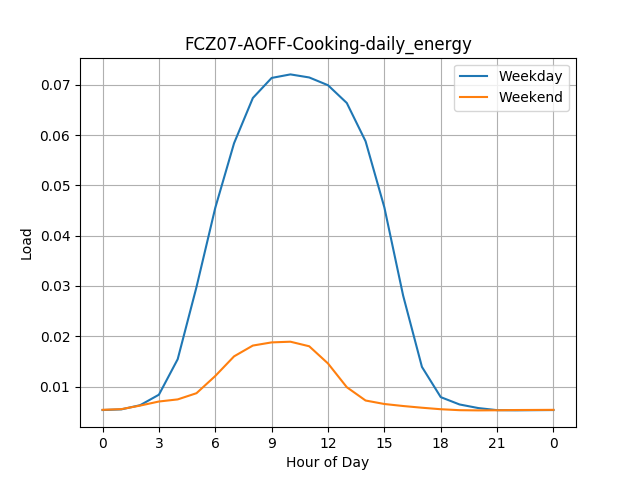 FCZ07-AOFF-Cooking-daily_energy
Weekday
Weekend
0.07
0.06
0.05
0.04
0.03
0.02
0.01
Load
0 3 6 9 12 15 18 21 0
Hour of Day